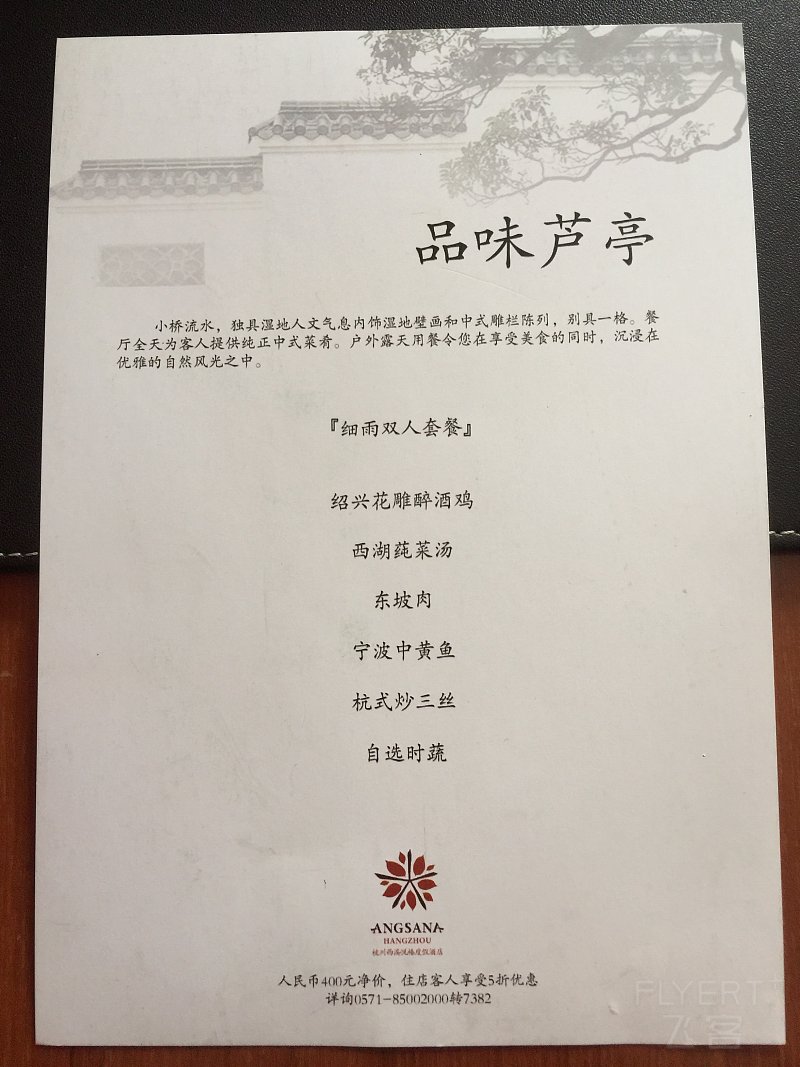 品味芦亭
小桥流水，独具湿地人文气息内饰湿地壁画和中式雕栏陈列，别具一格。餐
厅全天为客人提供纯正中式菜肴。户外露天用餐令您在享受美食的同时，沉浸在
优雅的自然风光之中。
『细雨双人套餐』
绍兴花雕醉酒鸡
西湖莼菜汤
东坡肉
宁波中黄鱼
杭式炒三丝
自选时蔬
ANGSANA
HANGZHOU
杭州西溪悦椿度假酒店
人民币400元净价，住店客人享受5折优惠
详询0571-85002000转7382
FLYERT
飞客